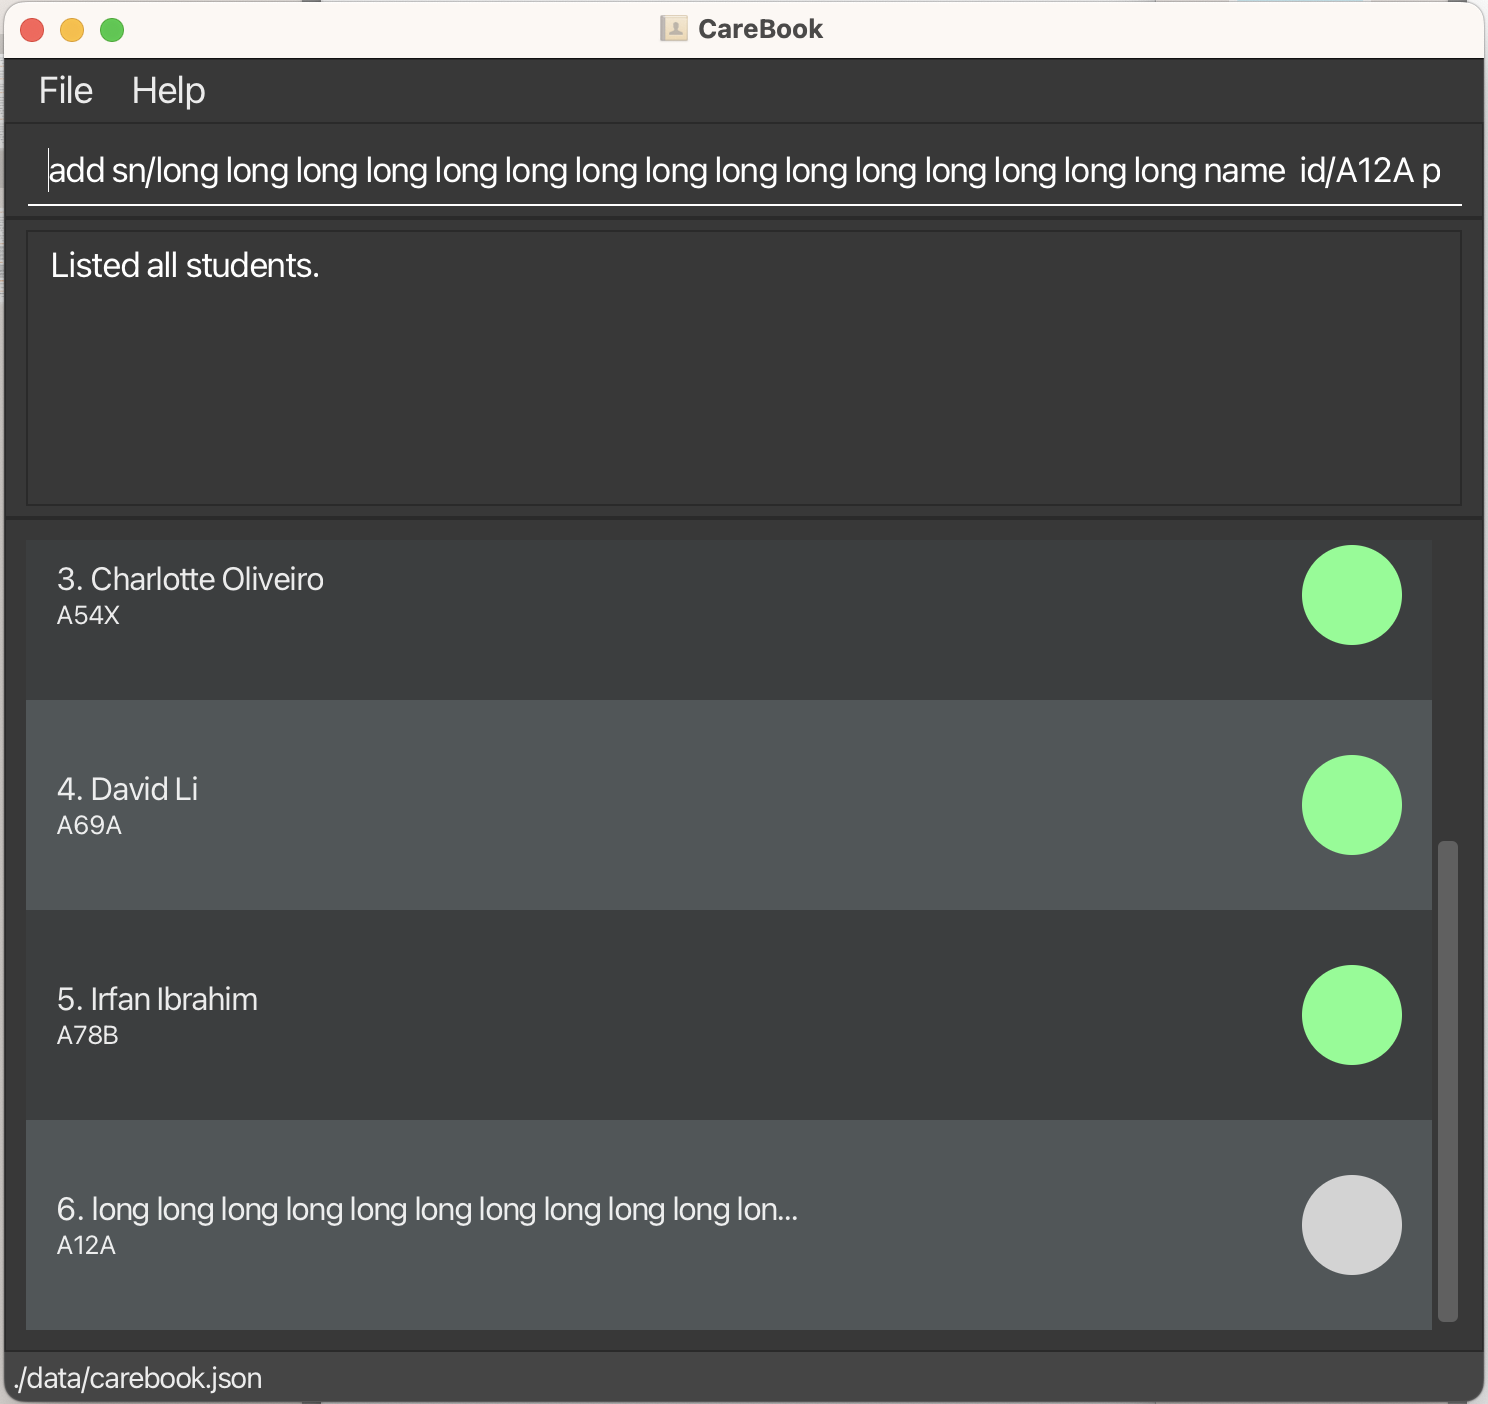 CareBook
File Help
add sn/long long long long long long long long long long long long long long long name  id/A12A p
Listed all students.
3. Charlotte Oliveiro
A54X
4. David Li
A69A
5. Irfan Ibrahim
A78B
6. long long long long long long long long long long lon...
A12A
./data/carebook.json